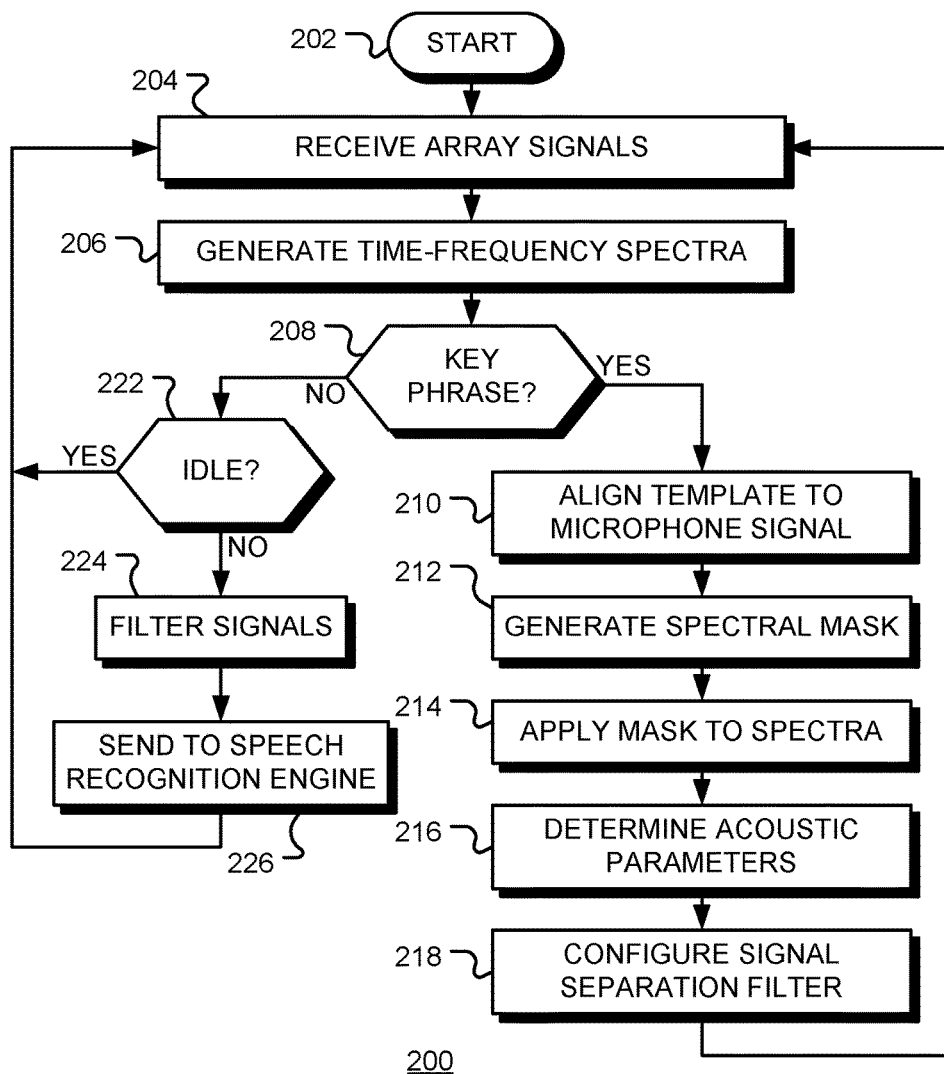 202
START
204
RECEIVE ARRAY SIGNALS
206
GENERATE TIME-FREQUENCY SPECTRA
208
KEY
PHRASE?
NO
YES
222
IDLE?
YES
NO
224
FILTER SIGNALS
SEND TO SPEECH
RECOGNITION ENGINE
226
210
ALIGN TEMPLATE TO
MICROPHONE SIGNAL
212
GENERATE SPECTRAL MASK
214
APPLY MASK TO SPECTRA
216
DETERMINE ACOUSTIC
PARAMETERS
218
CONFIGURE SIGNAL
SEPARATION FILTER
200